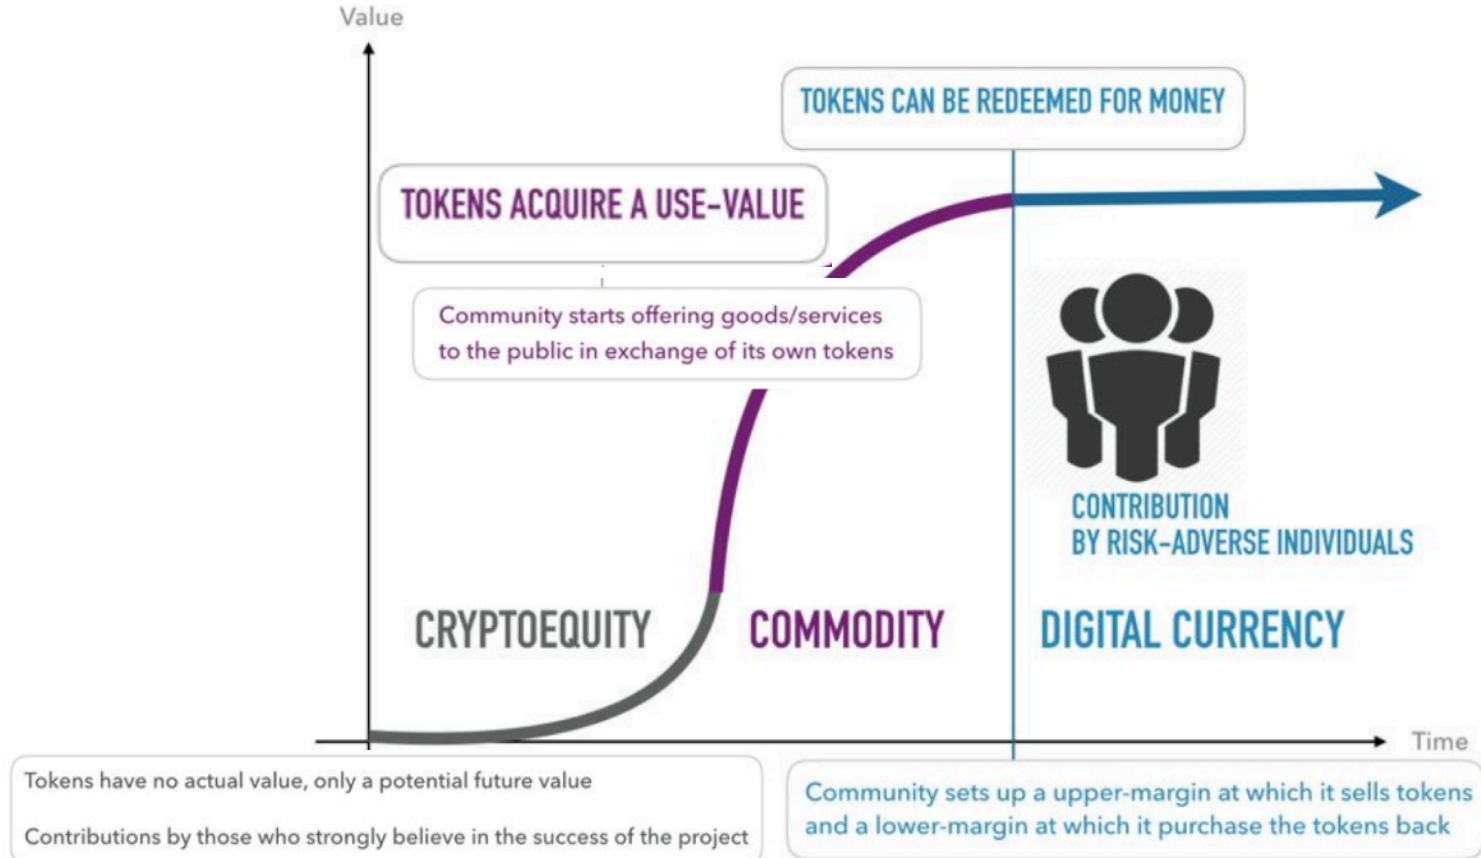 Value
TOKENS CAN BE REDEEMED FOR MONEY
TOKENS ACQUIRE A USE-VALUE
Community starts offering goods/services
to the public in exchange of its own tokens
CONTRIBUTION
BY RISK-ADVERSE INDIVIDUALS
CRYPTOEQUITY
COMMODITY
DIGITAL CURRENCY
Time
Tokens have no actual value, only a potential future value
Contributions by those who strongly believe in the success of the project
Community sets up a upper-margin at which it sells tokens
and a lower-margin at which it purchase the tokens back